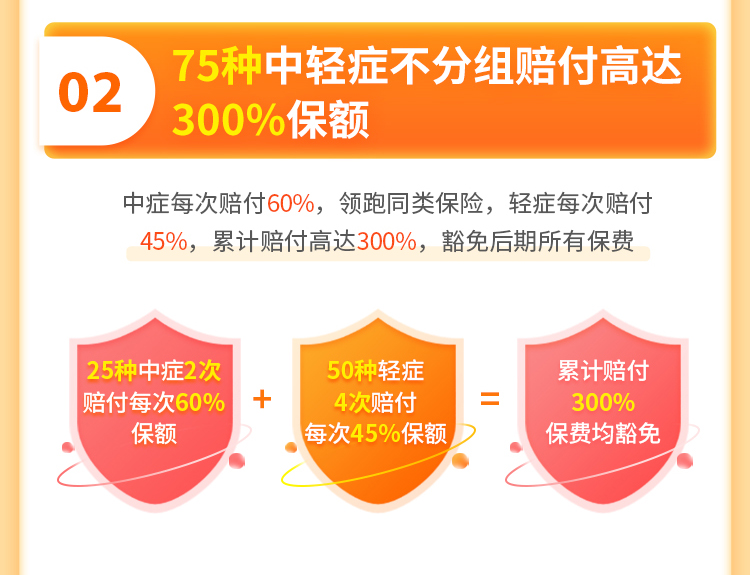 02
75种中轻症不分组赔付高达
300%保额
中症每次赔付60%，领跑同类保险，轻症每次赔付
45%，累计赔付高达300%，豁免后期所有保费
25种中症2次
赔付每次60%
保额
+
50种轻症
4次赔付
每次45%保额
=
累计赔付
300%
保费均豁免